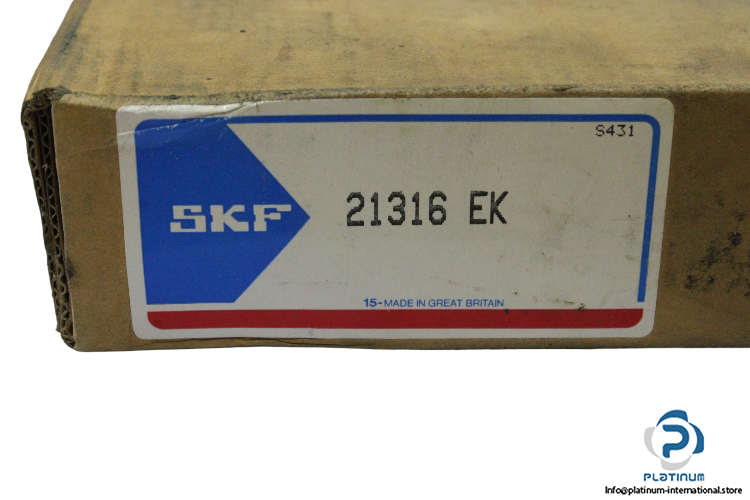 S431
SKF
21316 EK
15-MADE IN GREAT BRITAIN
PLATINUM
Info@platinum-international.store